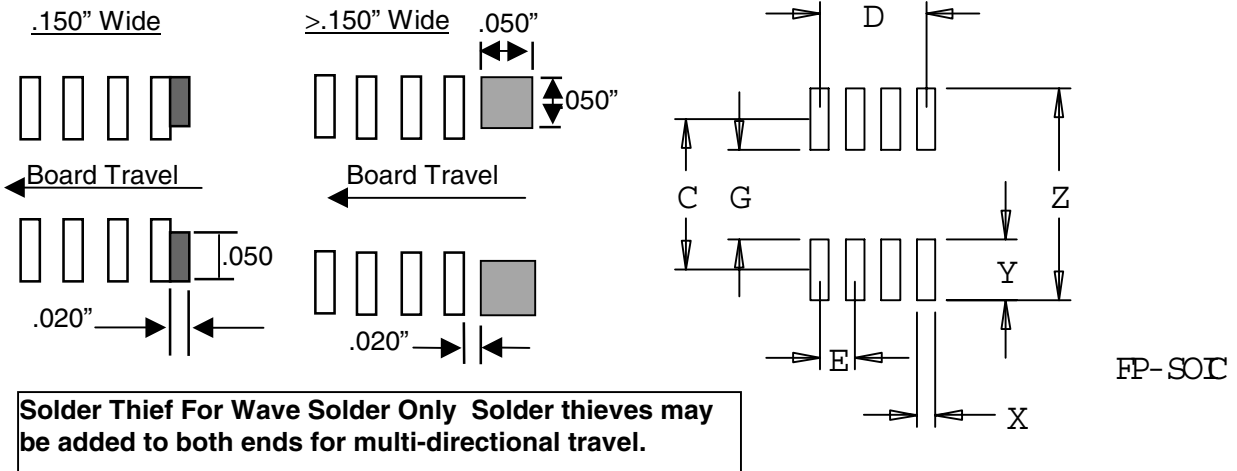 .150” Wide
>.150” Wide
.050”
.050”
Board Travel
Board Travel
.050
.020”
.020”
D
C
G
Z
Y
E
X
FP-SOIC
Solder Thief For Wave Solder Only Solder thieves may
be added to both ends for multi-directional travel.